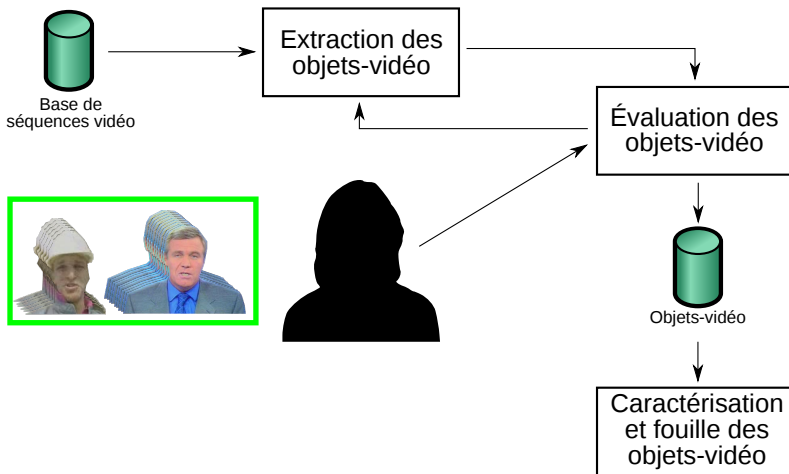 Extraction des
objets-vidéo
Base de
séquences vidéo
Évaluation des
objets-vidéo
Objets-vidéo
Caractérisation
et fouille des
objets-vidéo